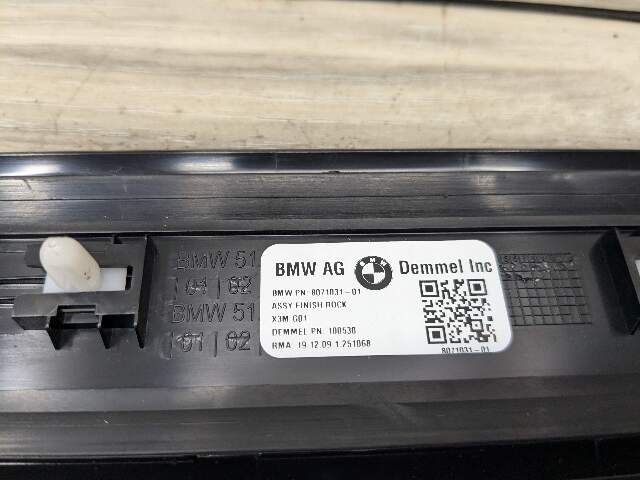 BMW 51
01 02
BMW 51
01 02
BMW AG Demmel Inc
BMW PN: 8071031-01
ASSY FINISH ROCK
X3M G01
DEMMEL PN: 100530
RMA: 19.12.09 1.251068
8071031-01